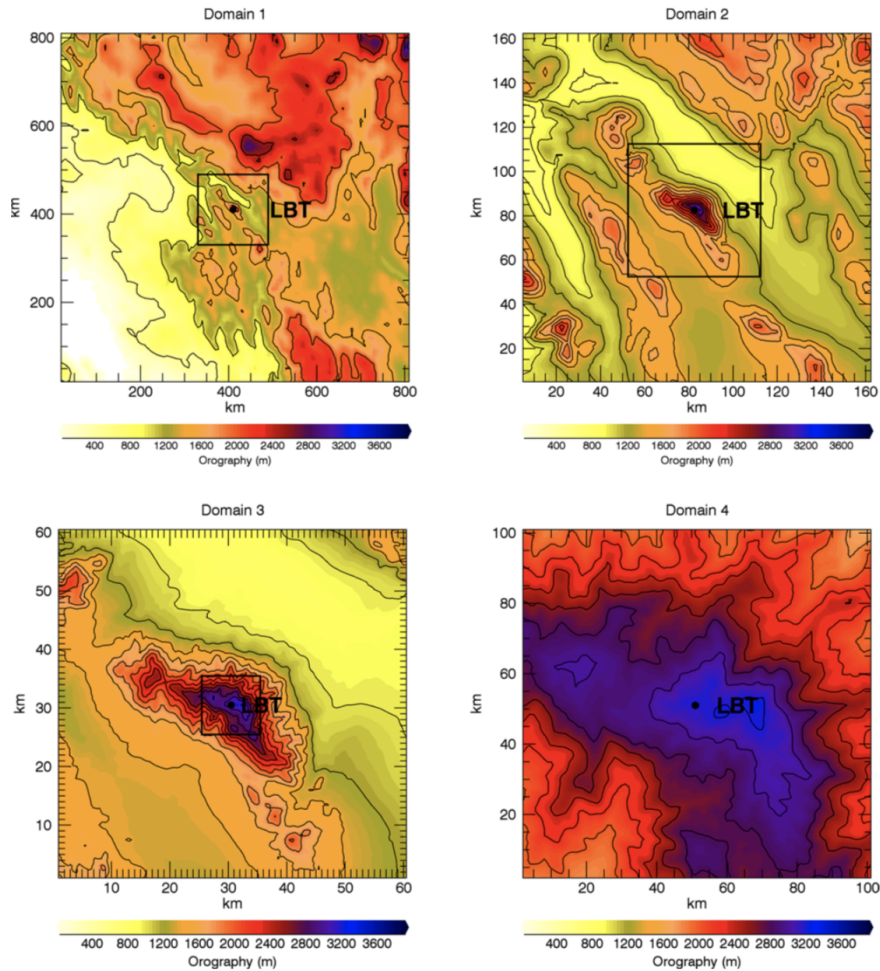 Domain 1
800
600
400
200
km
LBT
200 400 600 800
km
400 800 1200 1600 2000 2400 2800 3200 3600
Orography (m)
Domain 2
160
140
120
100
80
60
40
20
km
LBT
20 40 60 80 100 120 140 160
km
400 800 1200 1600 2000 2400 2800 3200 3600
Orography (m)
Domain 3
60
50
40
30
20
10
km
LBT
10 20 30 40 50 60
km
400 800 1200 1600 2000 2400 2800 3200 3600
Orography (m)
Domain 4
100
80
60
40
20
km
LBT
20 40 60 80 100
km
400 800 1200 1600 2000 2400 2800 3200 3600
Orography (m)